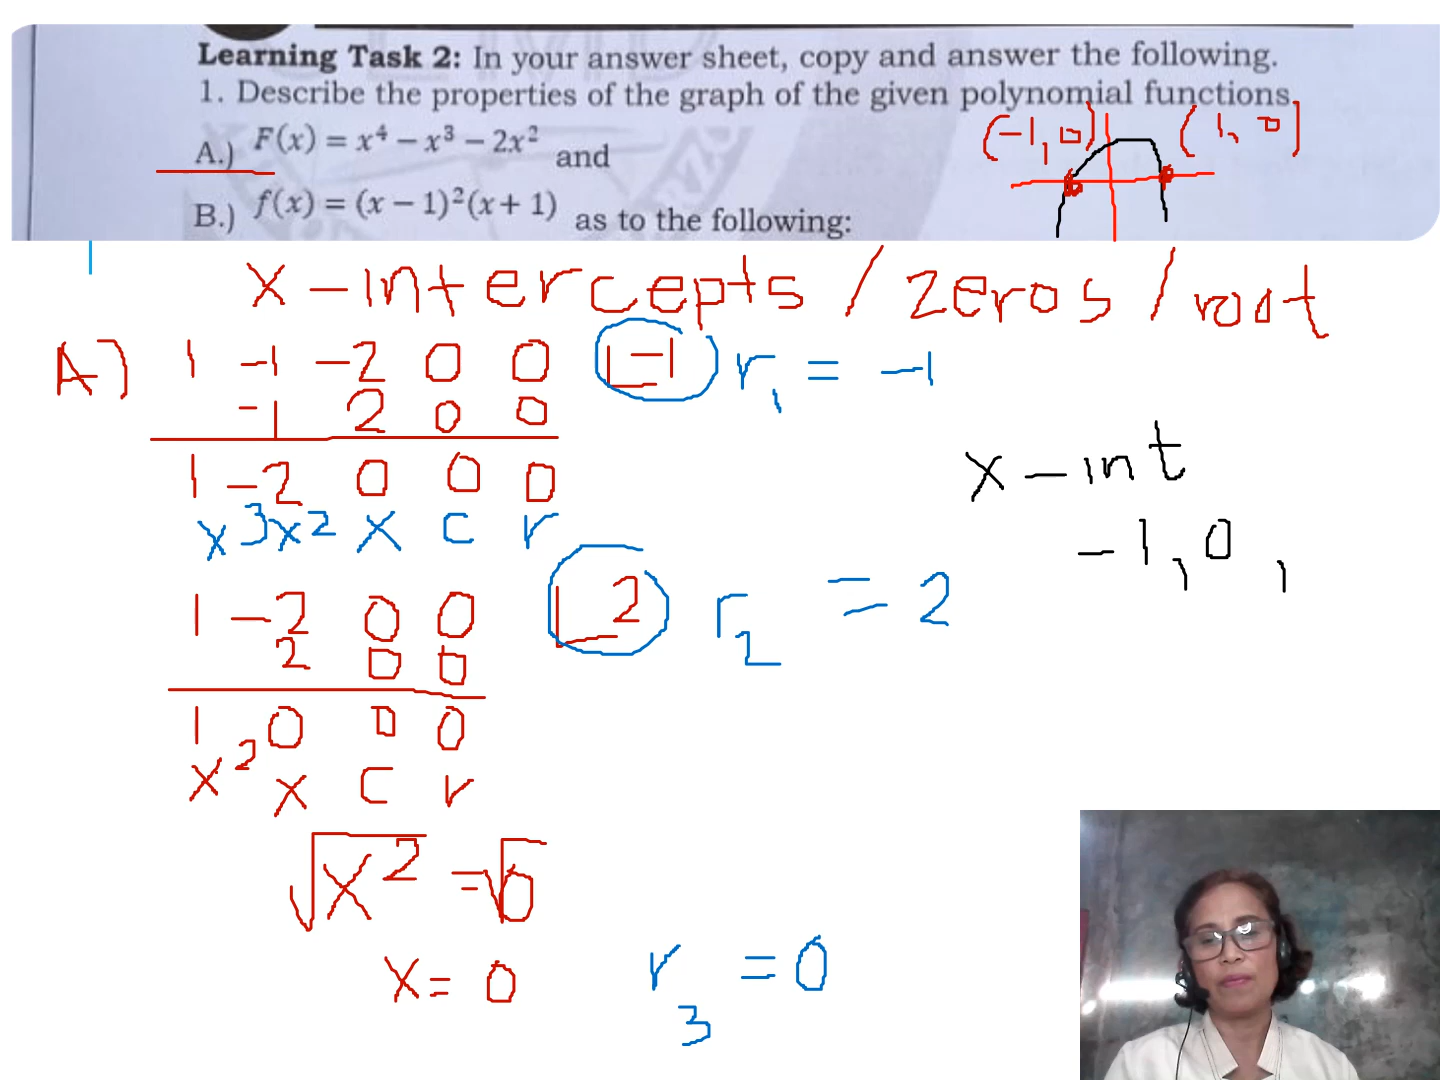 Learning Task 2: In your answer sheet, copy and answer the following.
1. Describe the properties of the graph of the given polynomial functions,
A.) F(x) = x⁴ − x³ − 2x² and
B.) f(x) = (x − 1)²(x + 1) as to the following:
(-1, 0) (1, 0)
x - intercepts / zeros / root
A) 1 -1 -2 0 0 -1 r₁ = -1
-1 2 0 0
1 -2 0 0 0
x³ x² x c r
x - int
-1, 0 ,
1 -2 0 0 2 r₂ = 2
2 0 0
1 0 0 0
x² x c r
√x² = √0
x = 0 r₃ = 0